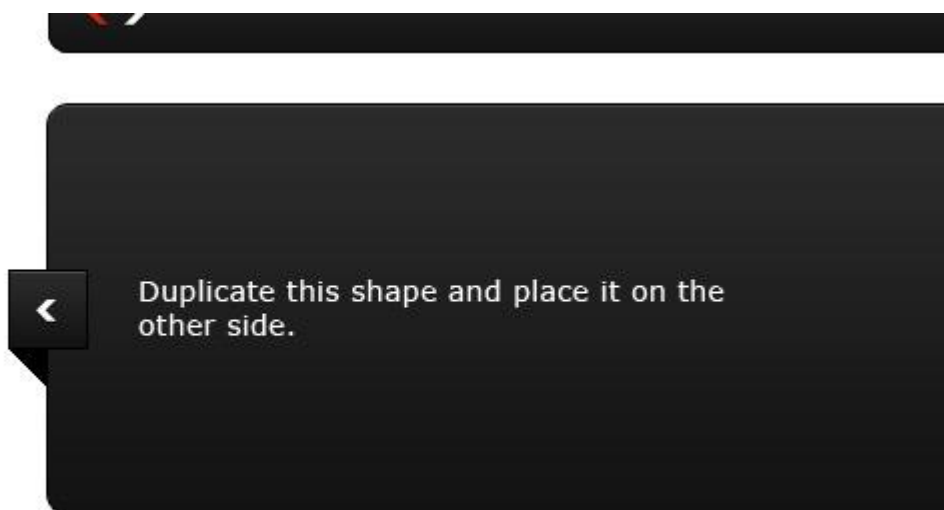 Duplicate this shape and place it on the
other side.